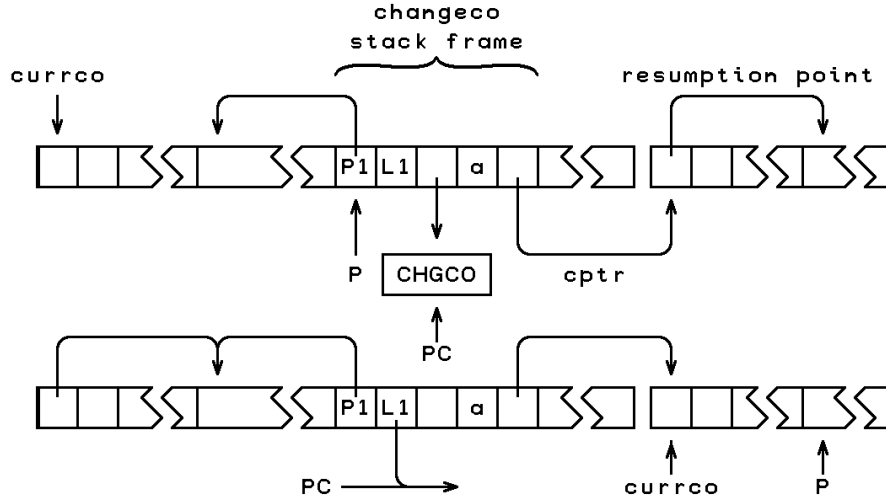 changeco
stack frame
currco
resumption point
P1 L1 a
P
CHGCO
cptr
PC
P1 L1 a
PC
currco
P